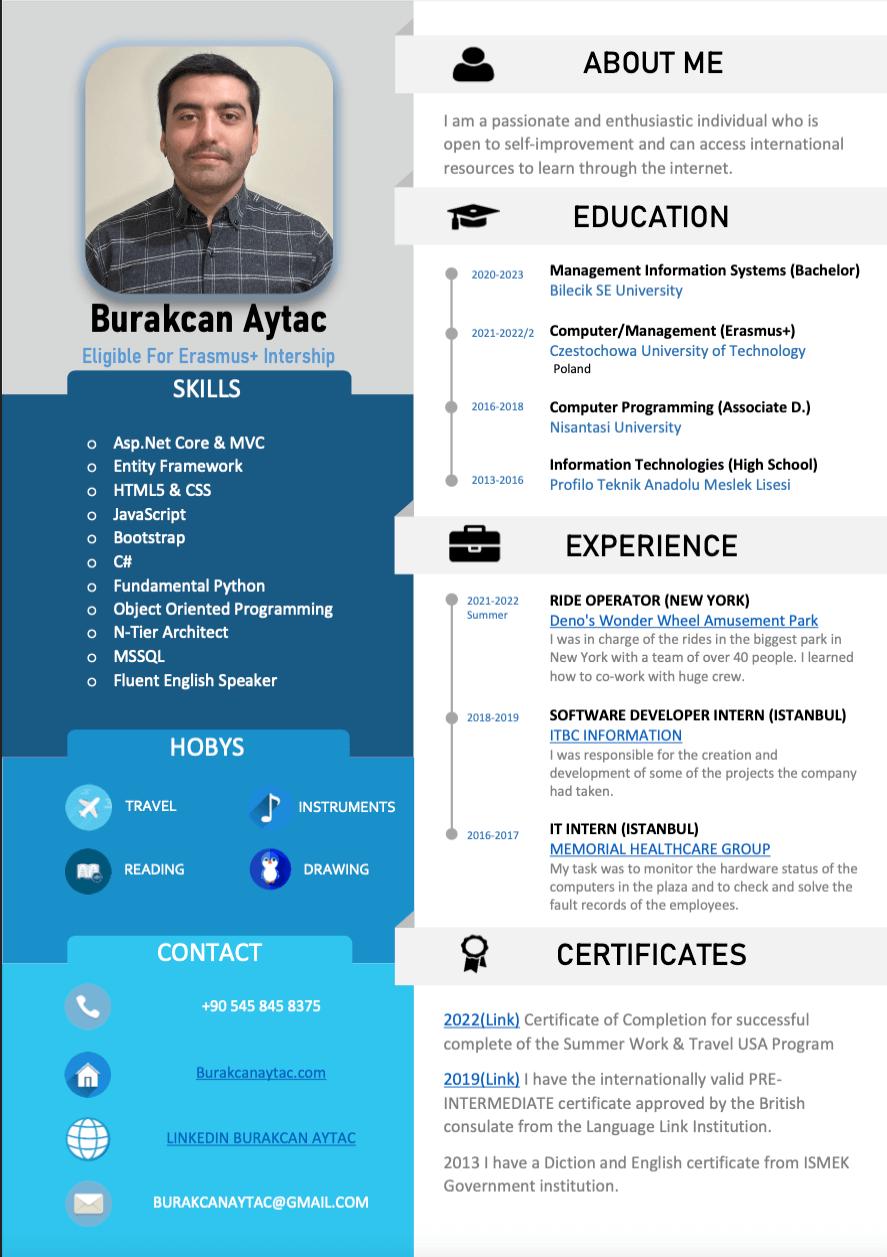 Burakcan Aytac
Eligible For Erasmus+ Intership
SKILLS
Asp.Net Core & MVC
Entity Framework
HTML5 & CSS
JavaScript
Bootstrap
C#
Fundamental Python
Object Oriented Programming
N-Tier Architect
MSSQL
Fluent English Speaker
HOBYS
TRAVEL
INSTRUMENTS
READING
DRAWING
CONTACT
+90 545 845 8375
Burakcanaytac.com
LINKEDIN BURAKCAN AYTAC
BURAKCANAYTAC@GMAIL.COM
ABOUT ME
I am a passionate and enthusiastic individual who is
open to self-improvement and can access international
resources to learn through the internet.
EDUCATION
2020-2023
Management Information Systems (Bachelor)
Bilecik SE University
2021-2022/2
Computer/Management (Erasmus+)
Czestochowa University of Technology
Poland
2016-2018
Computer Programming (Associate D.)
Nisantasi University
2013-2016
Information Technologies (High School)
Profilo Teknik Anadolu Meslek Lisesi
EXPERIENCE
2021-2022
Summer
RIDE OPERATOR (NEW YORK)
Deno's Wonder Wheel Amusement Park
I was in charge of the rides in the biggest park in
New York with a team of over 40 people. I learned
how to co-work with huge crew.
2018-2019
SOFTWARE DEVELOPER INTERN (ISTANBUL)
ITBC INFORMATION
I was responsible for the creation and
development of some of the projects the company
had taken.
2016-2017
IT INTERN (ISTANBUL)
MEMORIAL HEALTHCARE GROUP
My task was to monitor the hardware status of the
computers in the plaza and to check and solve the
fault records of the employees.
CERTIFICATES
2022(Link) Certificate of Completion for successful
complete of the Summer Work & Travel USA Program
2019(Link) I have the internationally valid PRE-
INTERMEDIATE certificate approved by the British
consulate from the Language Link Institution.
2013 I have a Diction and English certificate from ISMEK
Government institution.